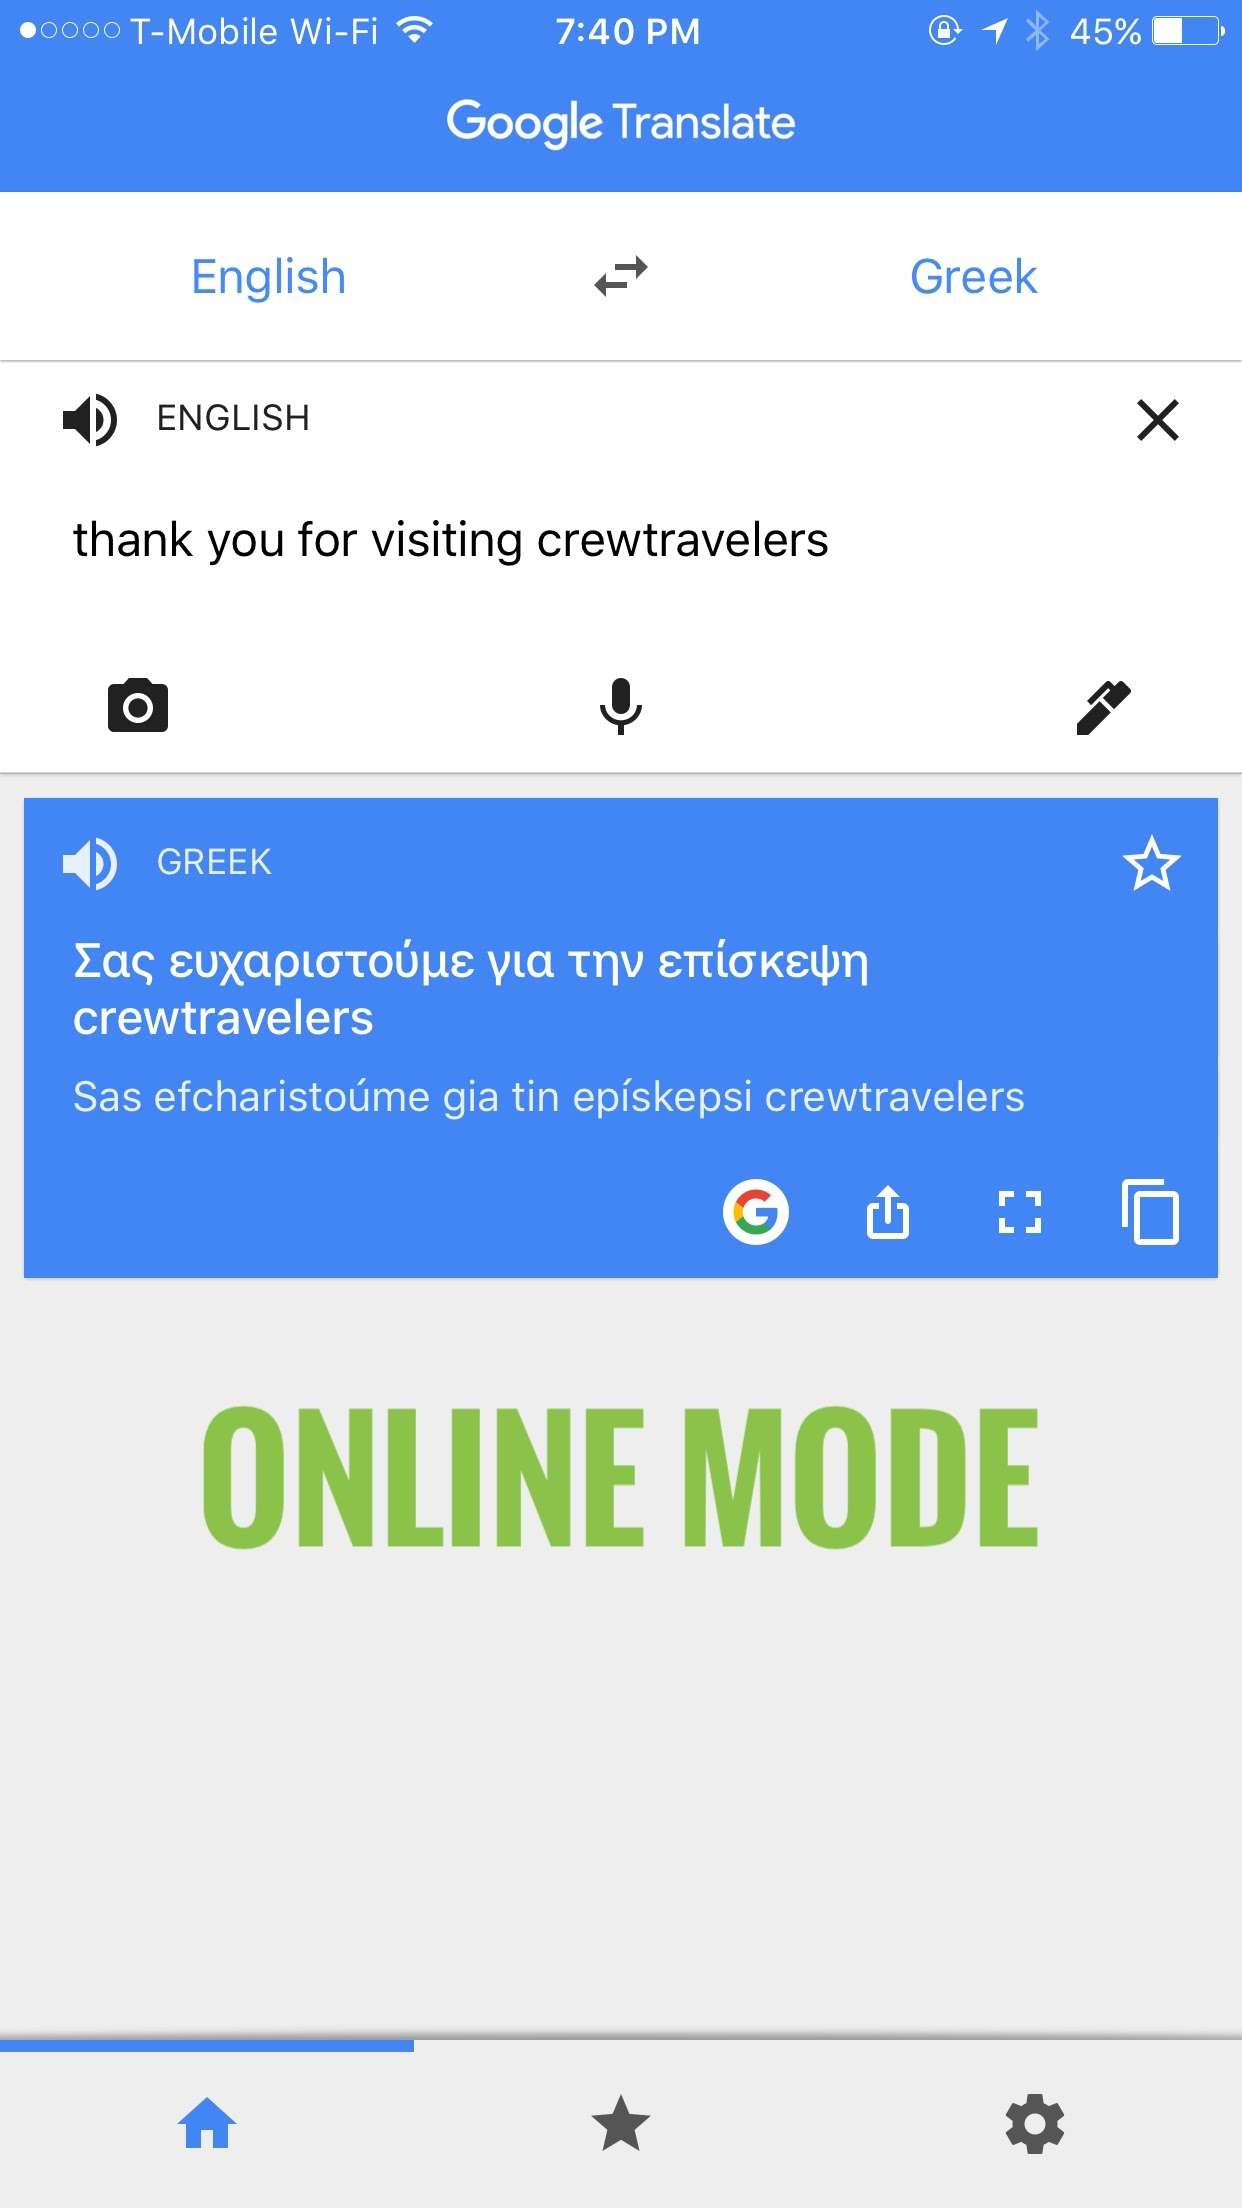 T-Mobile Wi-Fi 7:40 PM 45%
Google Translate
English Greek
ENGLISH
thank you for visiting crewtravelers
GREEK
Σας ευχαριστούμε για την επίσκεψη
crewtravelers
Sas efcharistoúme gia tin epískepsi crewtravelers
G
ONLINE MODE